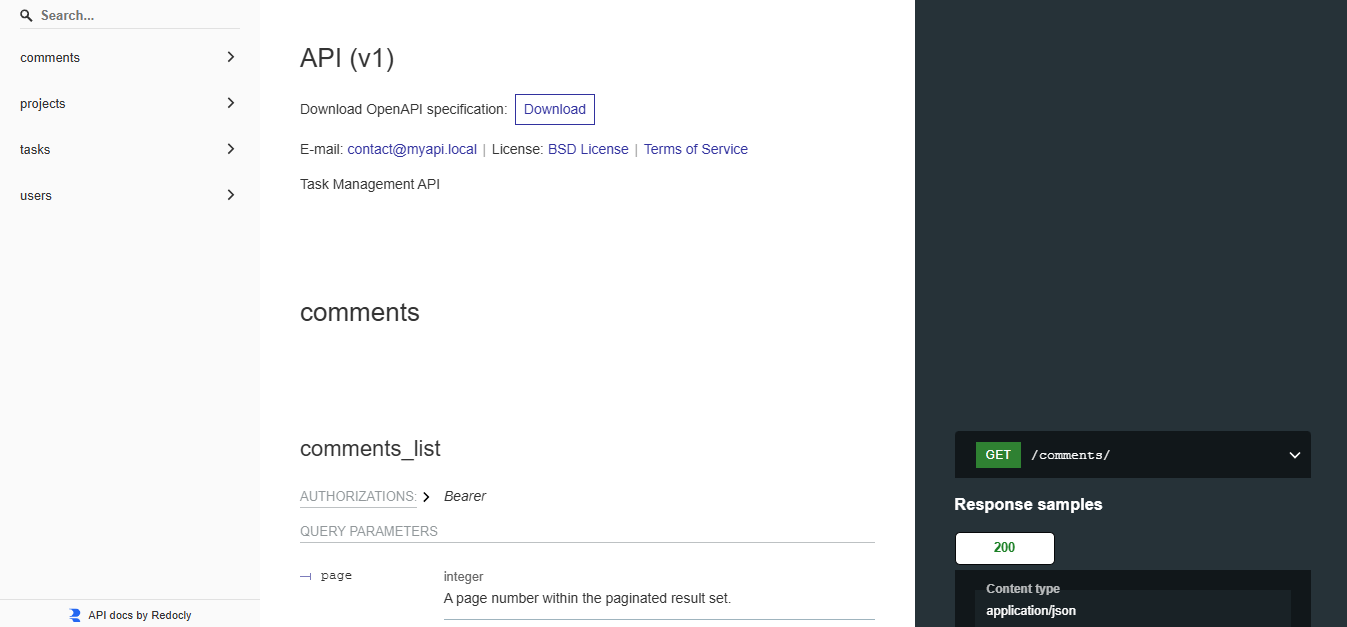 Search...
comments
projects
tasks
users
API docs by Redocly
API (v1)
Download OpenAPI specification: Download
E-mail: contact@myapi.local | License: BSD License | Terms of Service
Task Management API
comments
comments_list
AUTHORIZATIONS: Bearer
QUERY PARAMETERS
page integer
A page number within the paginated result set.
GET /comments/
Response samples
200
Content type
application/json